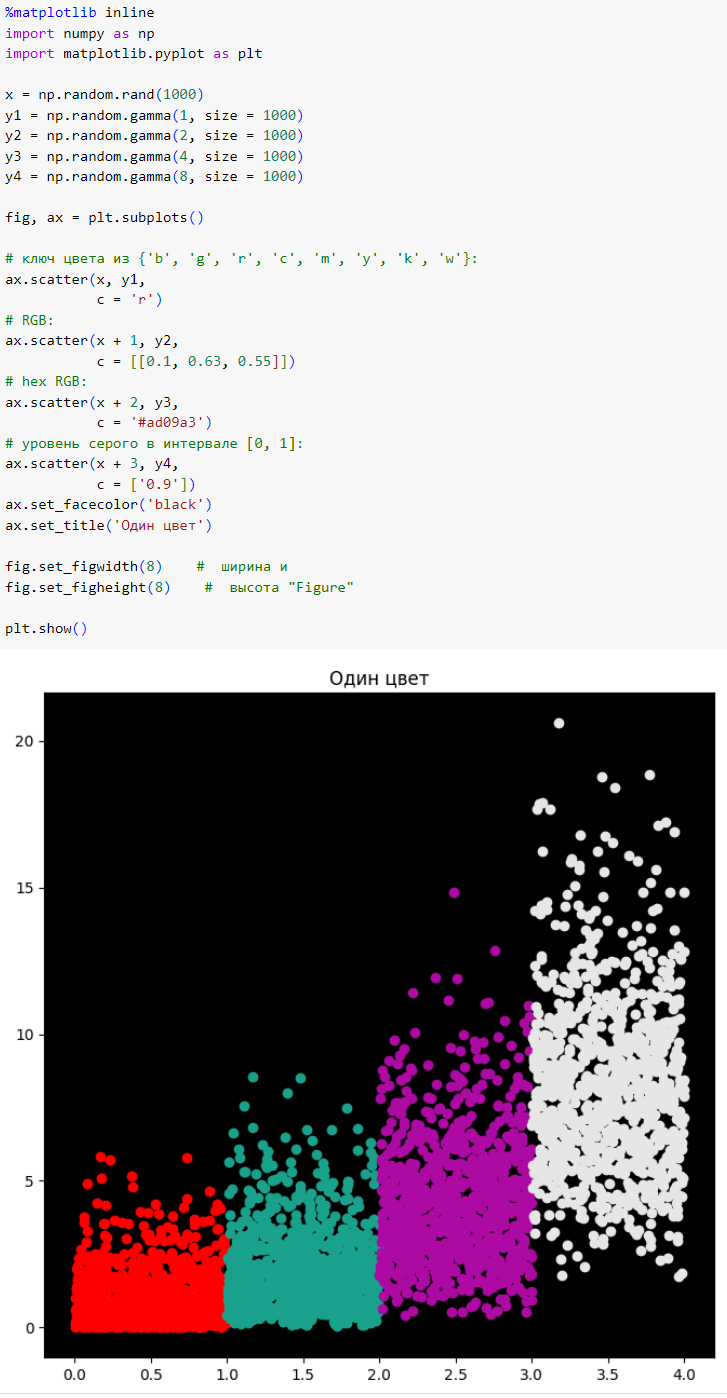 %matplotlib inline
import numpy as np
import matplotlib.pyplot as plt

x = np.random.rand(1000)
y1 = np.random.gamma(1, size = 1000)
y2 = np.random.gamma(2, size = 1000)
y3 = np.random.gamma(4, size = 1000)
y4 = np.random.gamma(8, size = 1000)

fig, ax = plt.subplots()

# ключ цвета из {'b', 'g', 'r', 'c', 'm', 'y', 'k', 'w'}:
ax.scatter(x, y1,
           c = 'r')
# RGB:
ax.scatter(x + 1, y2,
           c = [[0.1, 0.63, 0.55]])
# hex RGB:
ax.scatter(x + 2, y3,
           c = '#ad09a3')
# уровень серого в интервале [0, 1]:
ax.scatter(x + 3, y4,
           c = ['0.9'])
ax.set_facecolor('black')
ax.set_title('Один цвет')

fig.set_figwidth(8)    #  ширина и
fig.set_figheight(8)    #  высота "Figure"

plt.show()

Один цвет
20
15
10
5
0
0.0 0.5 1.0 1.5 2.0 2.5 3.0 3.5 4.0